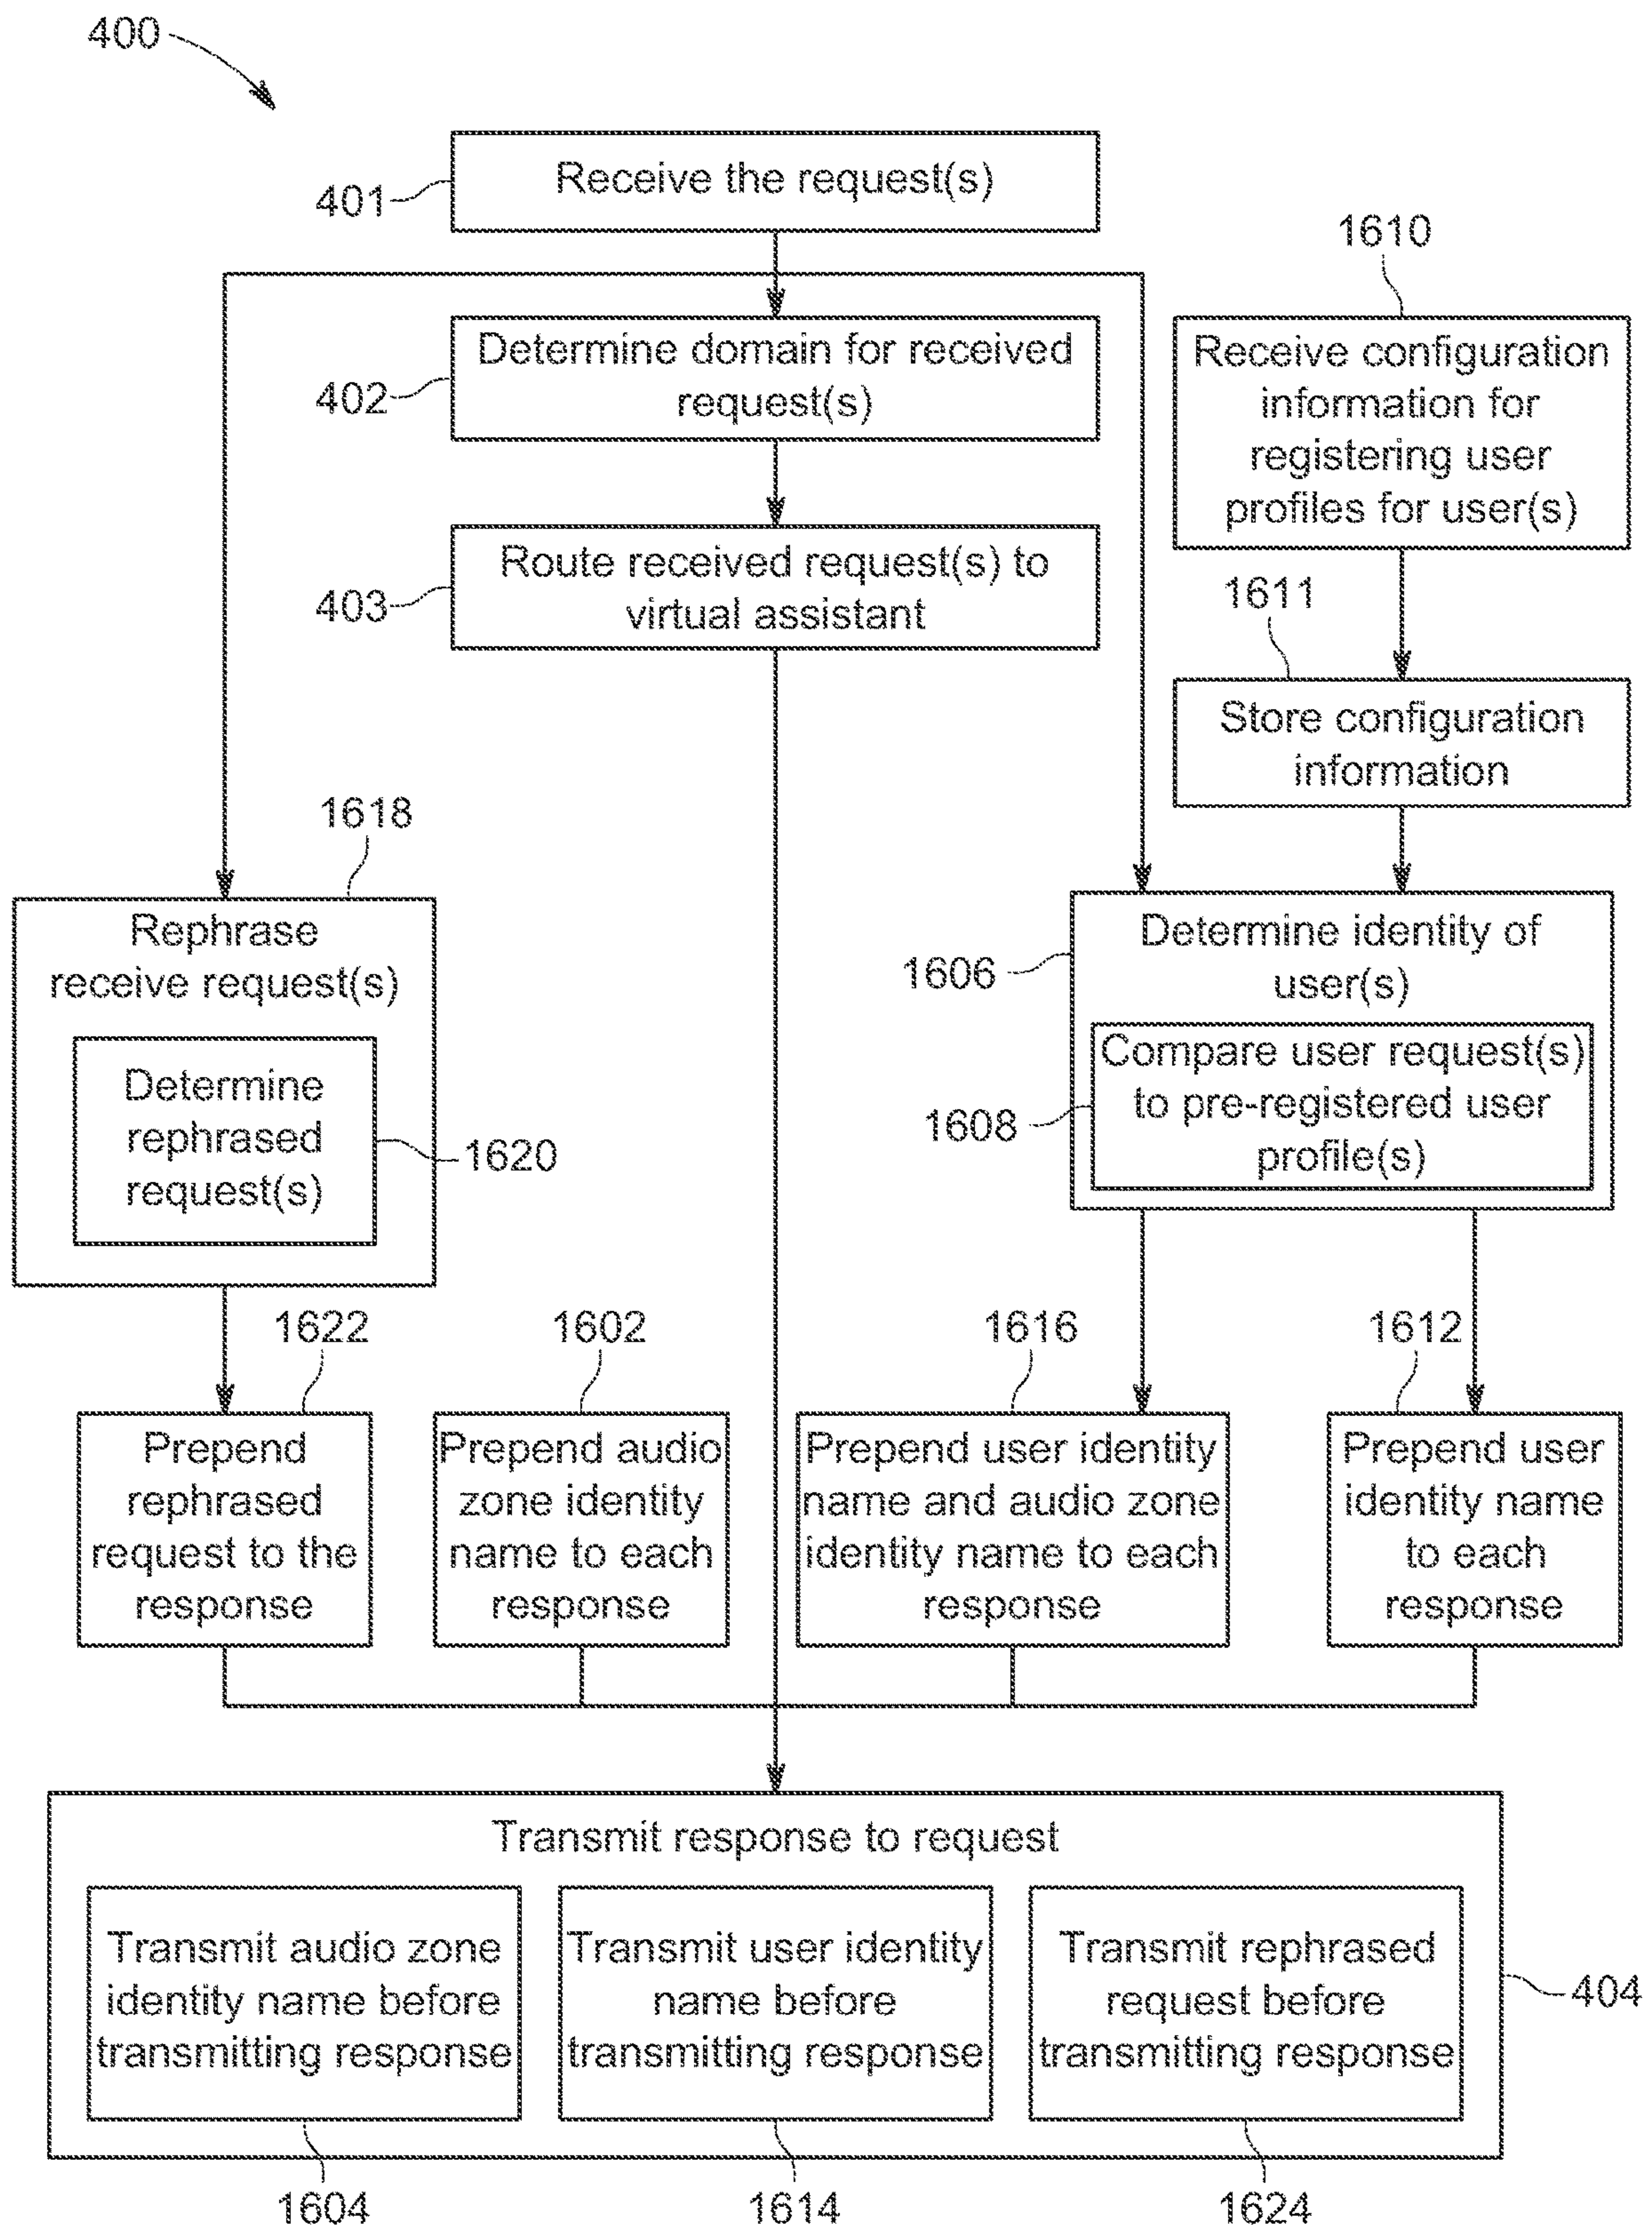 400
401
Receive the request(s)
1610
402
Determine domain for received
request(s)
Receive configuration
information for
registering user
profiles for user(s)
403
Route received request(s) to
virtual assistant
1611
Store configuration
information
1618
Rephrase
receive request(s)
Determine
rephrased
request(s)
1620
1606
Determine identity of
user(s)
1608
Compare user request(s)
to pre-registered user
profile(s)
1622
1602
1616
1612
Prepend
rephrased
request to the
response
Prepend audio
zone identity
name to each
response
Prepend user identity
name and audio zone
identity name to each
response
Prepend user
identity name
to each
response
Transmit response to request
Transmit audio zone
identity name before
transmitting response
Transmit user identity
name before
transmitting response
Transmit rephrased
request before
transmitting response
404
1604
1614
1624